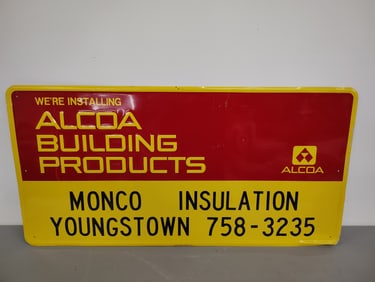 WE'RE INSTALLING
ALCOA
BUILDING
PRODUCTS
ALCOA
MONCO INSULATION
YOUNGSTOWN 758-3235